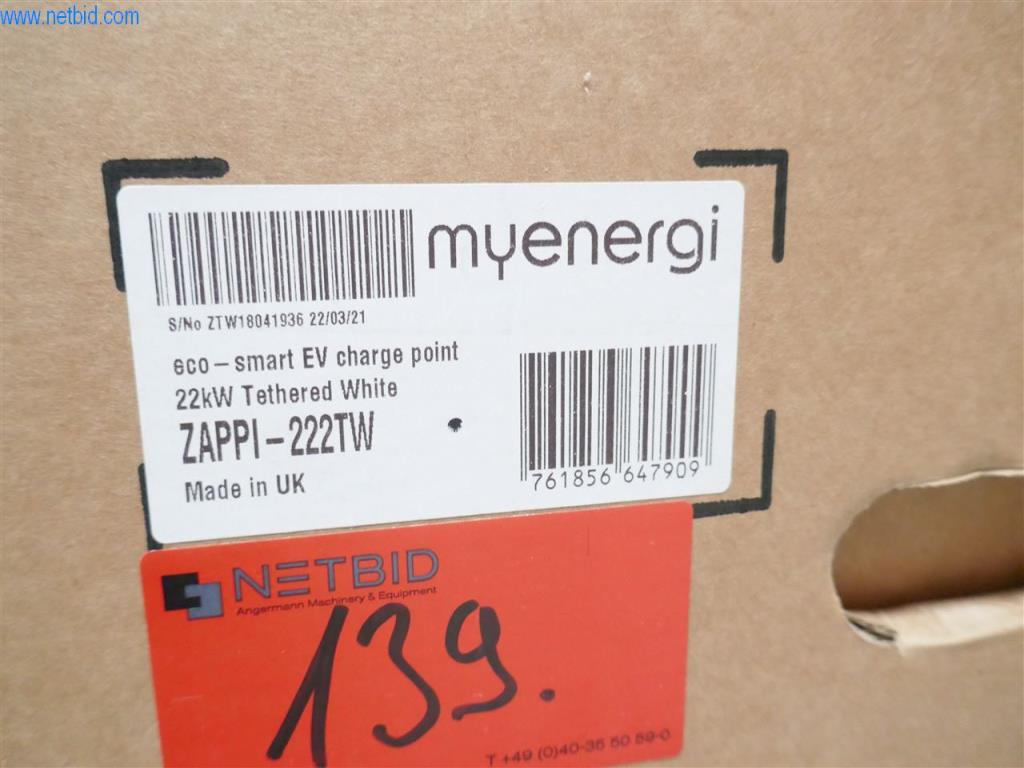 www.netbid.com
myenergi
S/No ZTW18041936 22/03/21
eco-smart EV charge point
22kW Tethered White
ZAPPI-222TW
Made in UK
761856 647909
NETBID
Angermann Machinery & Equipment
139.
T +49 (0)40-36 50 59-0